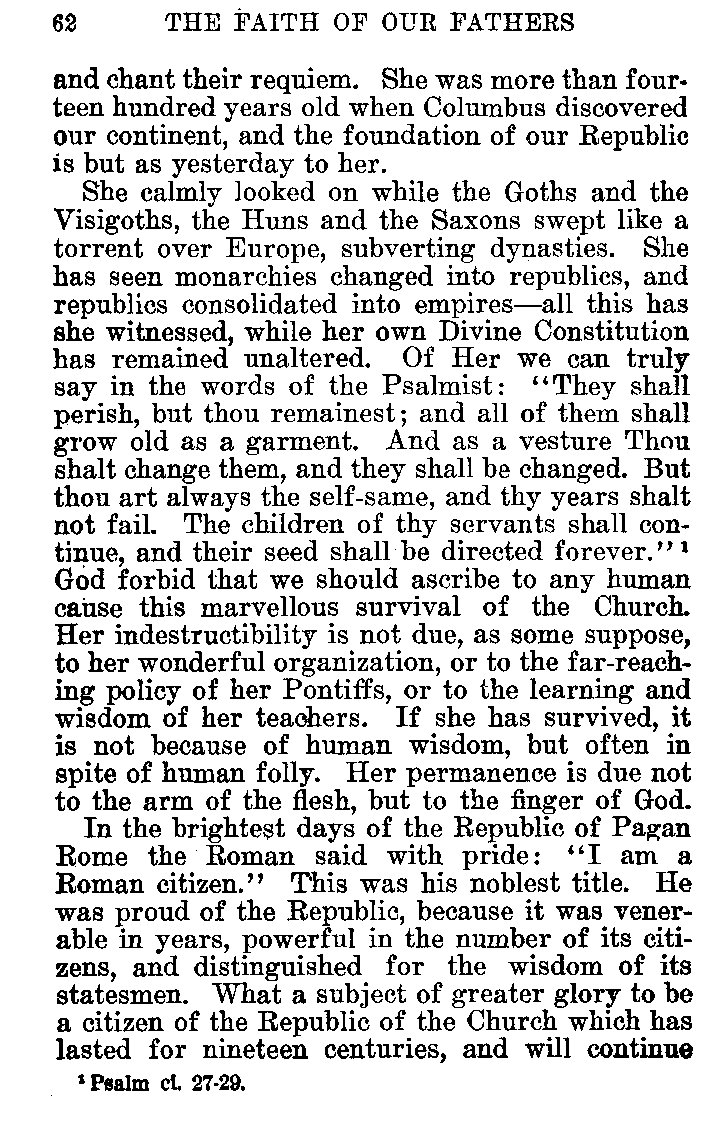 62 THE FAITH OF OUR FATHERS
and chant their requiem. She was more than four-
teen hundred years old when Columbus discovered
our continent, and the foundation of our Republic
is but as yesterday to her.
She calmly looked on while the Goths and the
Visigoths, the Huns and the Saxons swept like a
torrent over Europe, subverting dynasties. She
has seen monarchies changed into republics, and
republics consolidated into empires—all this has
she witnessed, while her own Divine Constitution
has remained unaltered. Of Her we can truly
say in the words of the Psalmist: "They shall
perish, but thou remainest; and all of them shall
grow old as a garment. And as a vesture Thou
shalt change them, and they shall be changed. But
thou art always the self-same, and thy years shalt
not fail. The children of thy servants shall con-
tinue, and their seed shall be directed forever."¹
God forbid that we should ascribe to any human
cause this marvellous survival of the Church.
Her indestructibility is not due, as some suppose,
to her wonderful organization, or to the far-reach-
ing policy of her Pontiffs, or to the learning and
wisdom of her teachers. If she has survived, it
is not because of human wisdom, but often in
spite of human folly. Her permanence is due not
to the arm of the flesh, but to the finger of God.
In the brightest days of the Republic of Pagan
Rome the Roman said with pride: "I am a
Roman citizen." This was his noblest title. He
was proud of the Republic, because it was vener-
able in years, powerful in the number of its citi-
zens, and distinguished for the wisdom of its
statesmen. What a subject of greater glory to be
a citizen of the Republic of the Church which has
lasted for nineteen centuries, and will continue
¹ Psalm ci. 27-29.